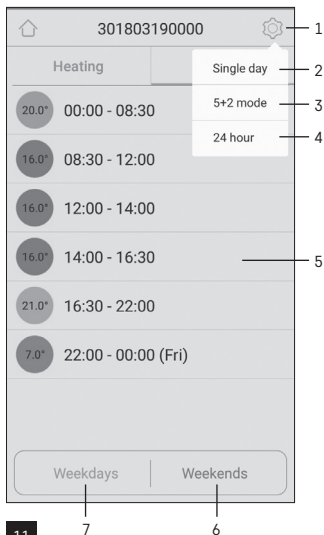 301803190000 1
Heating Single day 2
5+2 mode 3
24 hour 4
20.0° 00:00 - 08:30
16.0° 08:30 - 12:00
16.0° 12:00 - 14:00
16.0° 14:00 - 16:30 5
21.0° 16:30 - 22:00
7.0° 22:00 - 00:00 (Fri)
Weekdays Weekends
11 7 6